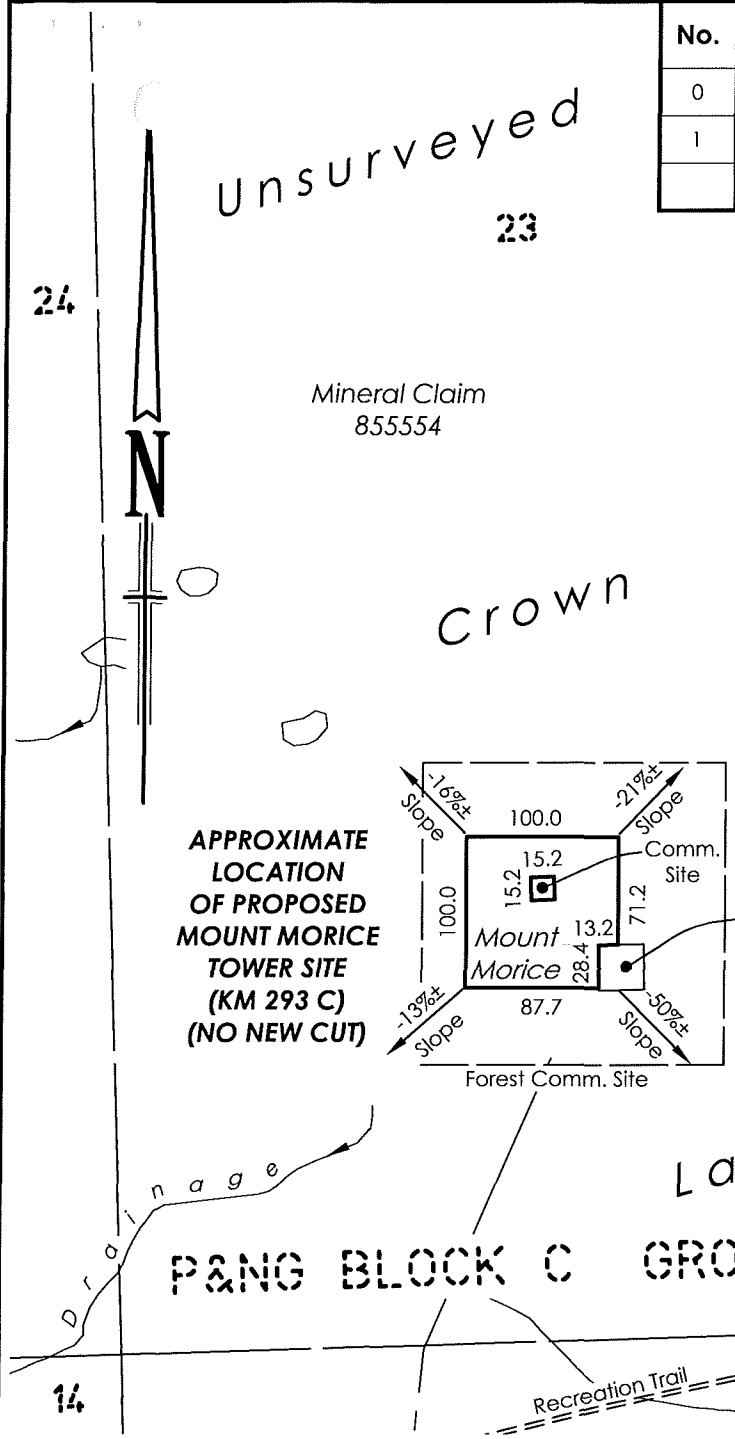 No.
0
1
Unsurveyed
23
24
Mineral Claim
855554
N
Crown
-16%±
Slope
-21%±
Slope
100.0
APPROXIMATE
LOCATION
OF PROPOSED
MOUNT MORICE
TOWER SITE
(KM 293 C)
(NO NEW CUT)
15.2
15.2
Comm.
Site
100.0
71.2
Mount
Morice
13.2
28.4
87.7
-13%±
Slope
-50%±
Slope
Forest Comm. Site
Drainage
La
P&NG BLOCK C GRO
14
Recreation Trail